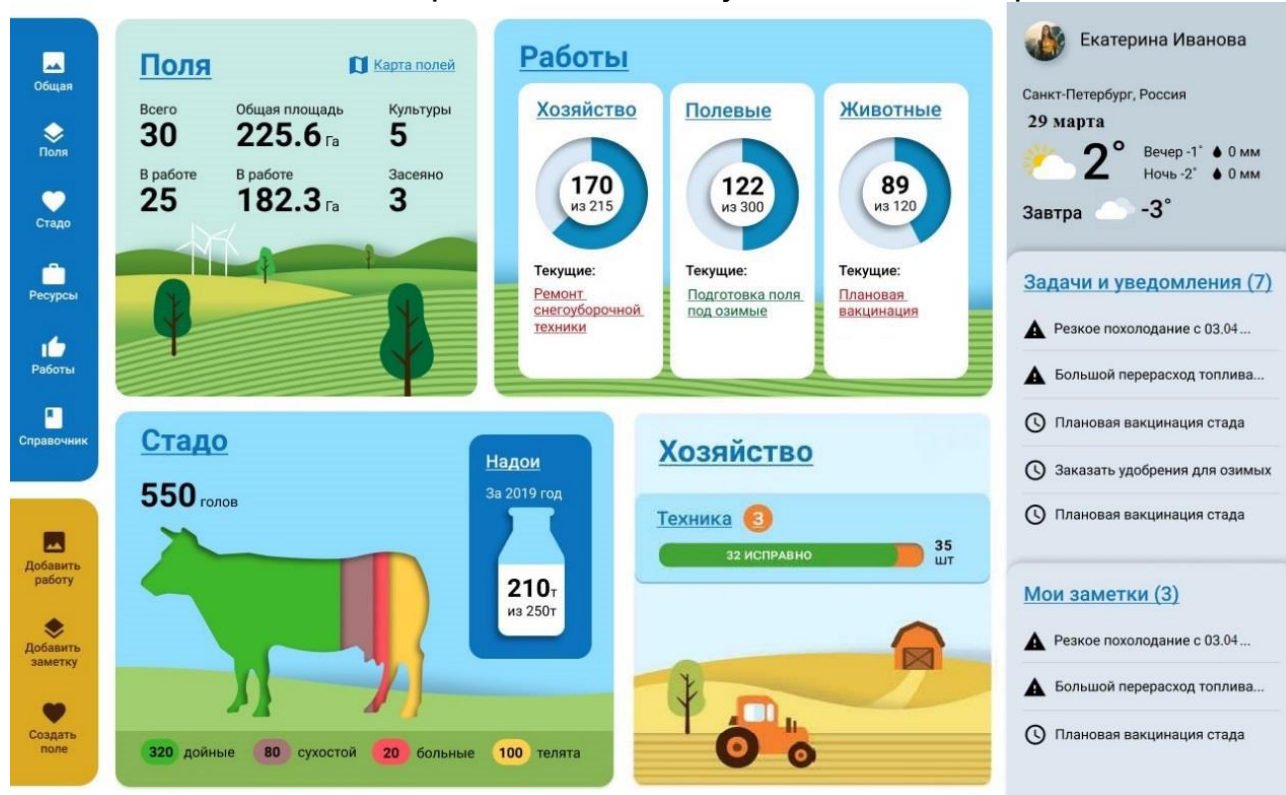 Общая
Поля
Стадо
Ресурсы
Работы
Справочник
Добавить
работу
Добавить
заметку
Создать
поле
Поля
Карта полей
Всего
30
Общая площадь
225.6 Га
Культуры
5
В работе
25
В работе
182.3 Га
Засеяно
3
Работы
Хозяйство
170
из 215
Текущие:
Ремонт
снегоуборочной
техники
Полевые
122
из 300
Текущие:
Подготовка поля
под озимые
Животные
89
из 120
Текущие:
Плановая
вакцинация
Стадо
550 голов
Надои
За 2019 год
210т
из 250т
320 дойные 80 сухостой 20 больные 100 телята
Хозяйство
Техника 3
32 ИСПРАВНО
35
шт
Екатерина Иванова
Санкт-Петербург, Россия
29 марта
2°
Вечер -1° 0 мм
Ночь -2° 0 мм
Завтра -3°
Задачи и уведомления (7)
Резкое похолодание с 03.04...
Большой перерасход топлива...
Плановая вакцинация стада
Заказать удобрения для озимых
Плановая вакцинация стада
Мои заметки (3)
Резкое похолодание с 03.04...
Большой перерасход топлива...
Плановая вакцинация стада